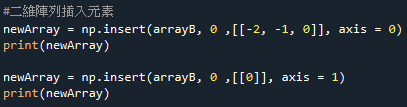 #二維陣列插入元素
newArray = np.insert(arrayB, 0 ,[[-2, -1, 0]], axis = 0)
print(newArray)
newArray = np.insert(arrayB, 0 ,[[0]], axis = 1)
print(newArray)